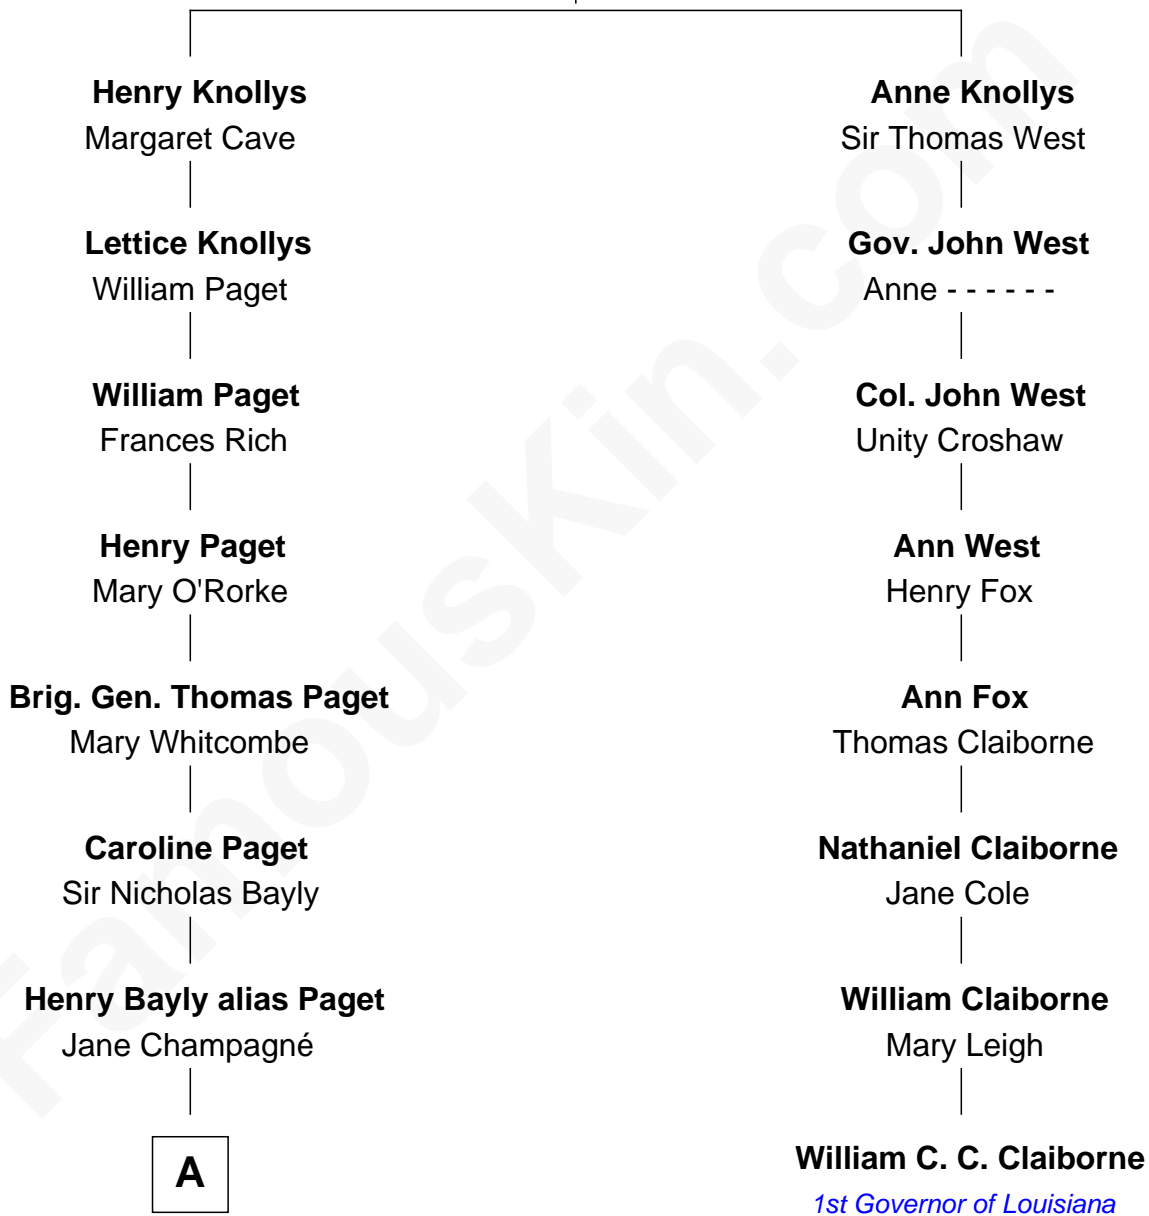 Henry Knollys
Margaret Cave
Anne Knollys
Sir Thomas West
Lettice Knollys
William Paget
Gov. John West
Anne - - - - - -
William Paget
Frances Rich
Col. John West
Unity Croshaw
Henry Paget
Mary O'Rorke
Ann West
Henry Fox
Brig. Gen. Thomas Paget
Mary Whitcombe
Ann Fox
Thomas Claiborne
Caroline Paget
Sir Nicholas Bayly
Nathaniel Claiborne
Jane Cole
Henry Bayly alias Paget
Jane Champagné
William Claiborne
Mary Leigh
A
William C. C. Claiborne
1st Governor of Louisiana
FamousKin.com